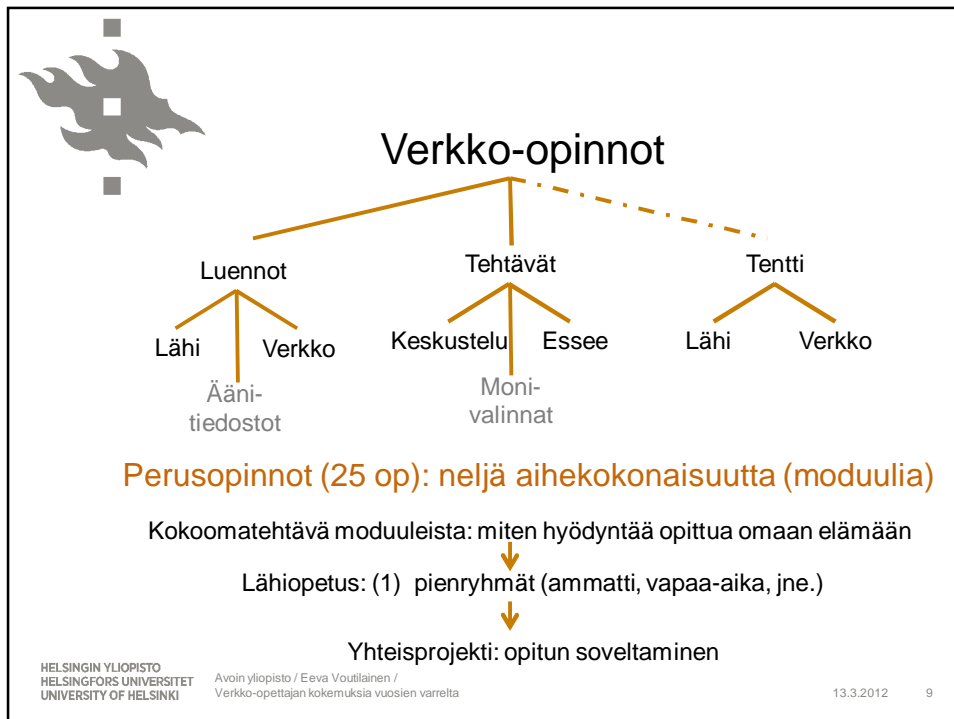 Verkko-opinnot
Luennot
Tehtävät
Tentti
Lähi
Verkko
Keskustelu
Essee
Lähi
Verkko
Ääni-
tiedostot
Moni-
valinnat
Perusopinnot (25 op): neljä aihekokonaisuutta (moduulia)
Kokoomatehtävä moduuleista: miten hyödyntää opittua omaan elämään
Lähiopetus: (1) pienryhmät (ammatti, vapaa-aika, jne.)
Yhteisprojekti: opitun soveltaminen
HELSINGIN YLIOPISTO
HELSINGFORS UNIVERSITET
UNIVERSITY OF HELSINKI
Avoin yliopisto / Eeva Voutilainen /
Verkko-opettajan kokemuksia vuosien varrelta
13.3.2012
9